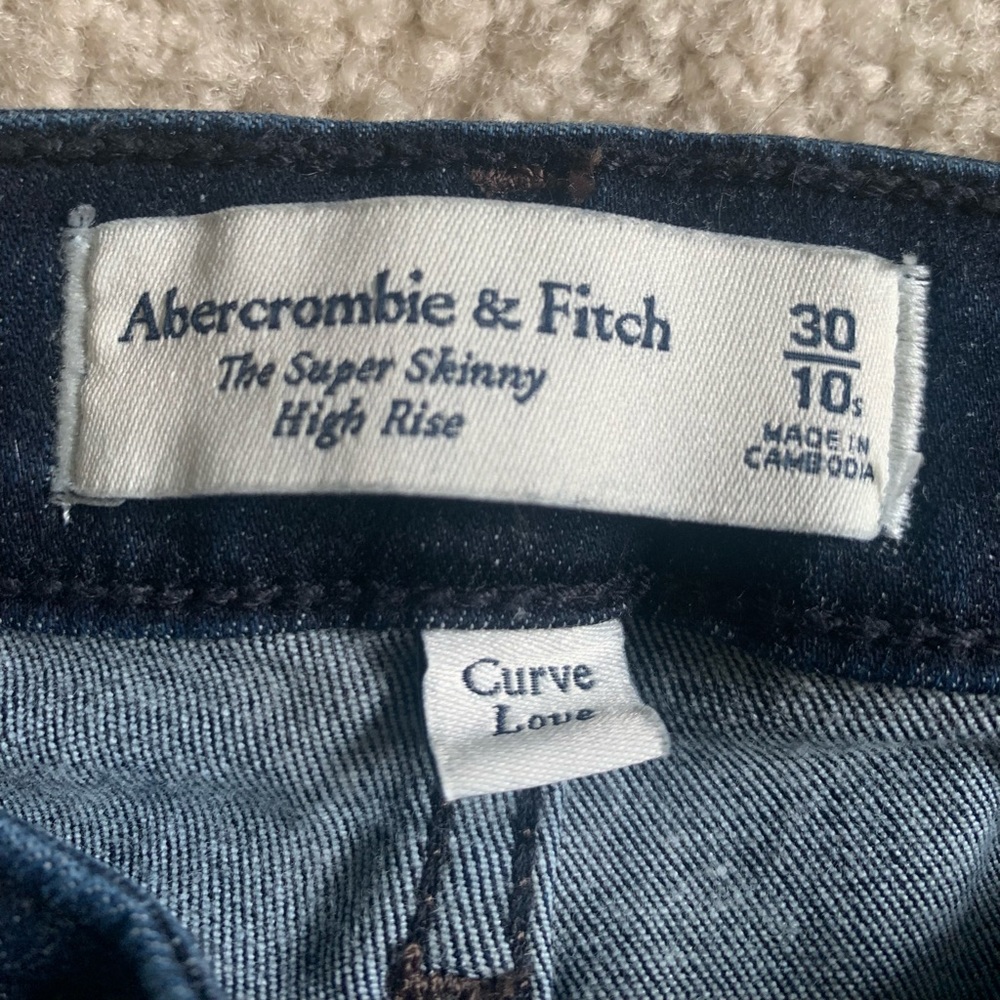 Abercrombie & Fitch
The Super Skinny
High Rise
30
10s
MADE IN
CAMBODIA
Curve
Love